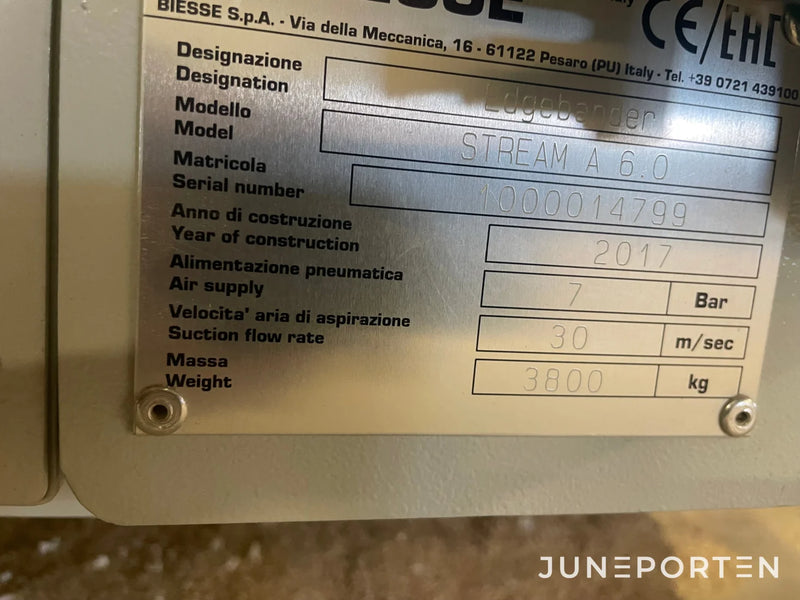 BIESSE S.p.A. - Via della Meccanica, 16 - 61122 Pesaro (PU) Italy - Tel. +39 0721 439100
CE/EAC
Designazione
Designation
Edgebander
Modello
Model
STREAM A 6.0
Matricola
Serial number
1000014799
Anno di costruzione
Year of construction
2017
Alimentazione pneumatica
Air supply
7 Bar
Velocita' aria di aspirazione
Suction flow rate
30 m/sec
Massa
Weight
3800 kg
JUNEPORTEN